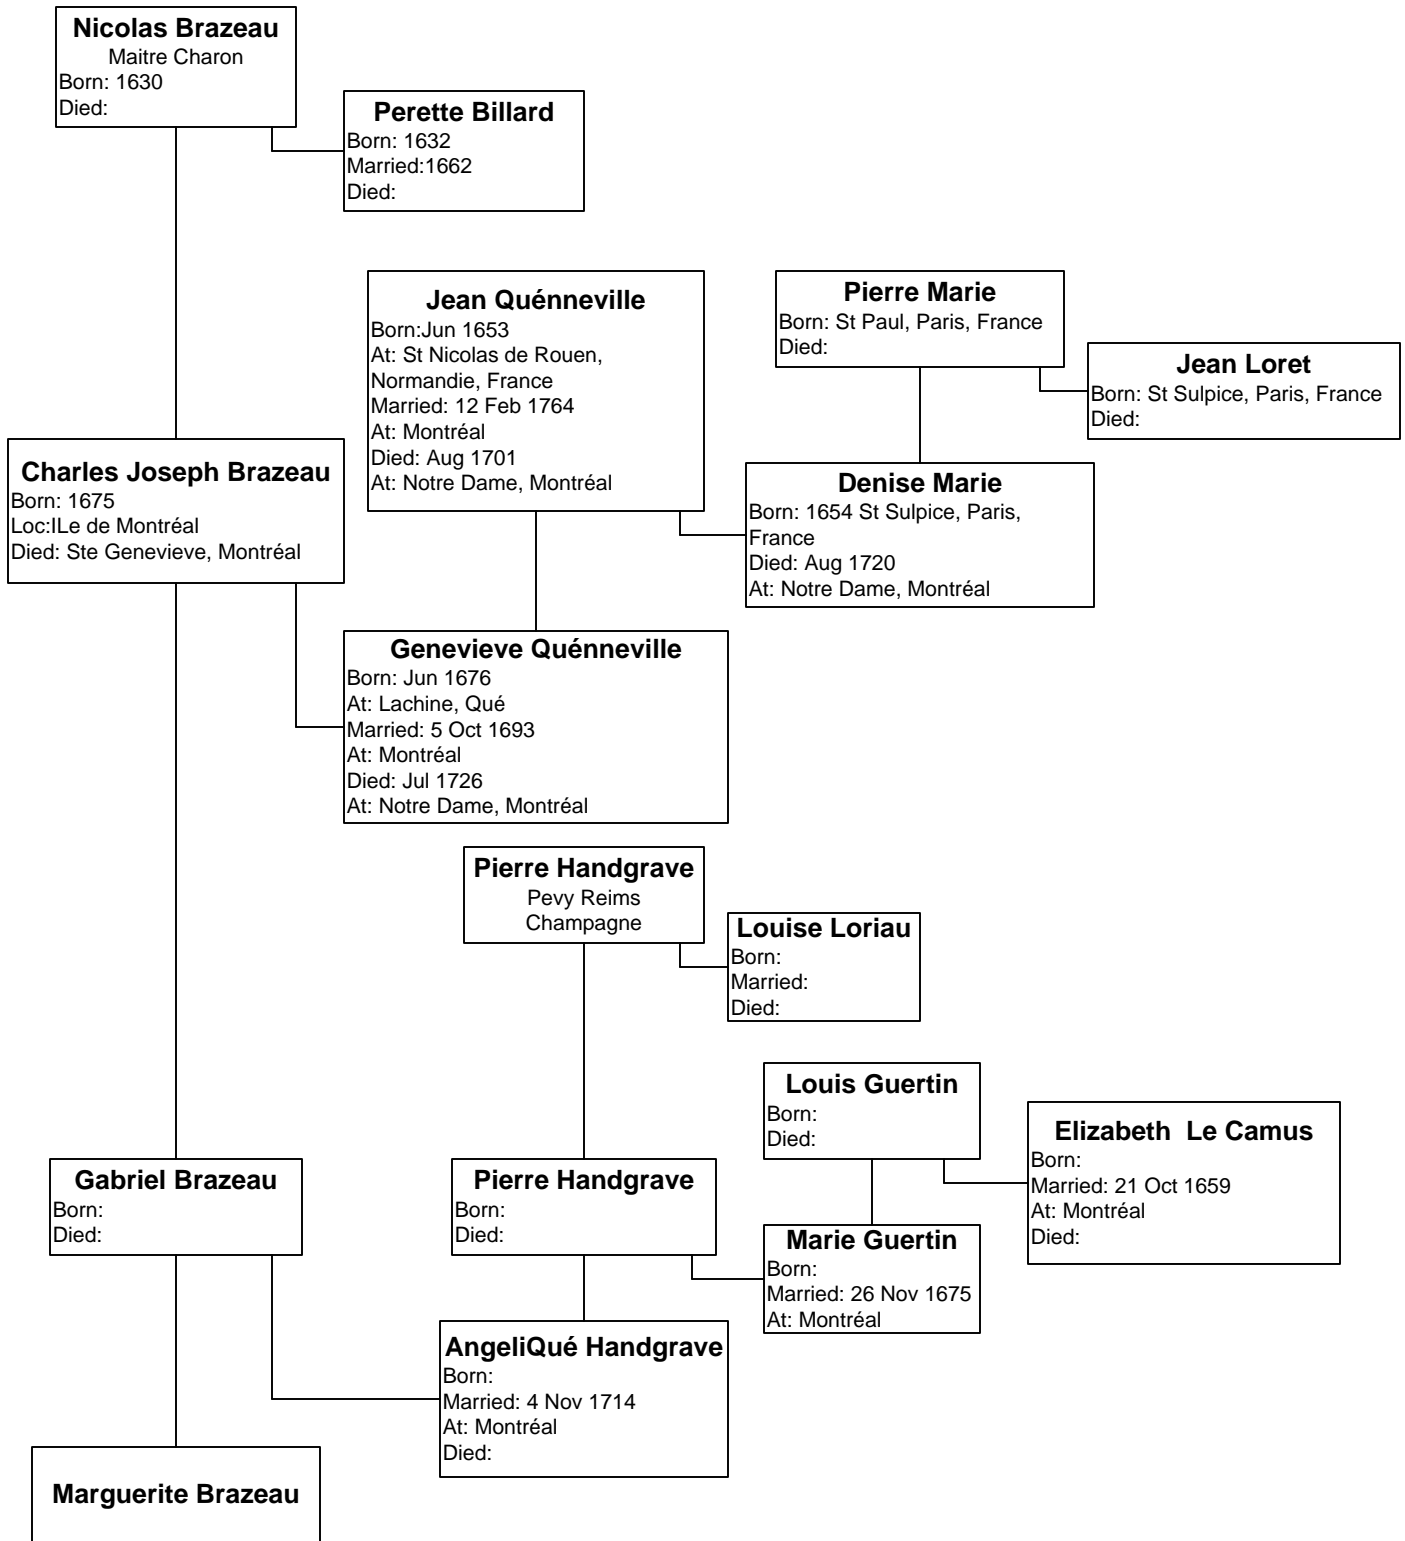 Nicolas Brazeau
Maitre Charon
Born: 1630
Died:
Perette Billard
Born: 1632
Married:1662
Died:
Jean Quénneville
Born:Jun 1653
At: St Nicolas de Rouen,
Normandie, France
Married: 12 Feb 1764
At: Montréal
Died: Aug 1701
At: Notre Dame, Montréal
Pierre Marie
Born: St Paul, Paris, France
Died:
Jean Loret
Born: St Sulpice, Paris, France
Died:
Charles Joseph Brazeau
Born: 1675
Loc:ILe de Montréal
Died: Ste Genevieve, Montréal
Denise Marie
Born: 1654 St Sulpice, Paris,
France
Died: Aug 1720
At: Notre Dame, Montréal
Genevieve Quénneville
Born: Jun 1676
At: Lachine, Qué
Married: 5 Oct 1693
At: Montréal
Died: Jul 1726
At: Notre Dame, Montréal
Pierre Handgrave
Pevy Reims
Champagne
Louise Loriau
Born:
Married:
Died:
Louis Guertin
Born:
Died:
Elizabeth  Le Camus
Born:
Married: 21 Oct 1659
At: Montréal
Died:
Gabriel Brazeau
Born:
Died:
Pierre Handgrave
Born:
Died:
Marie Guertin
Born:
Married: 26 Nov 1675
At: Montréal
AngeliQué Handgrave
Born:
Married: 4 Nov 1714
At: Montréal
Died:
Marguerite Brazeau